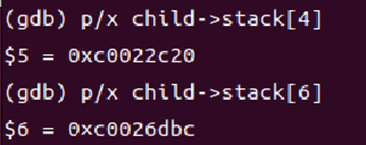 (gdb) p/x child->stack[4]
$5 = 0xc0022c20
(gdb) p/x child->stack[6]
$6 = 0xc0026dbc